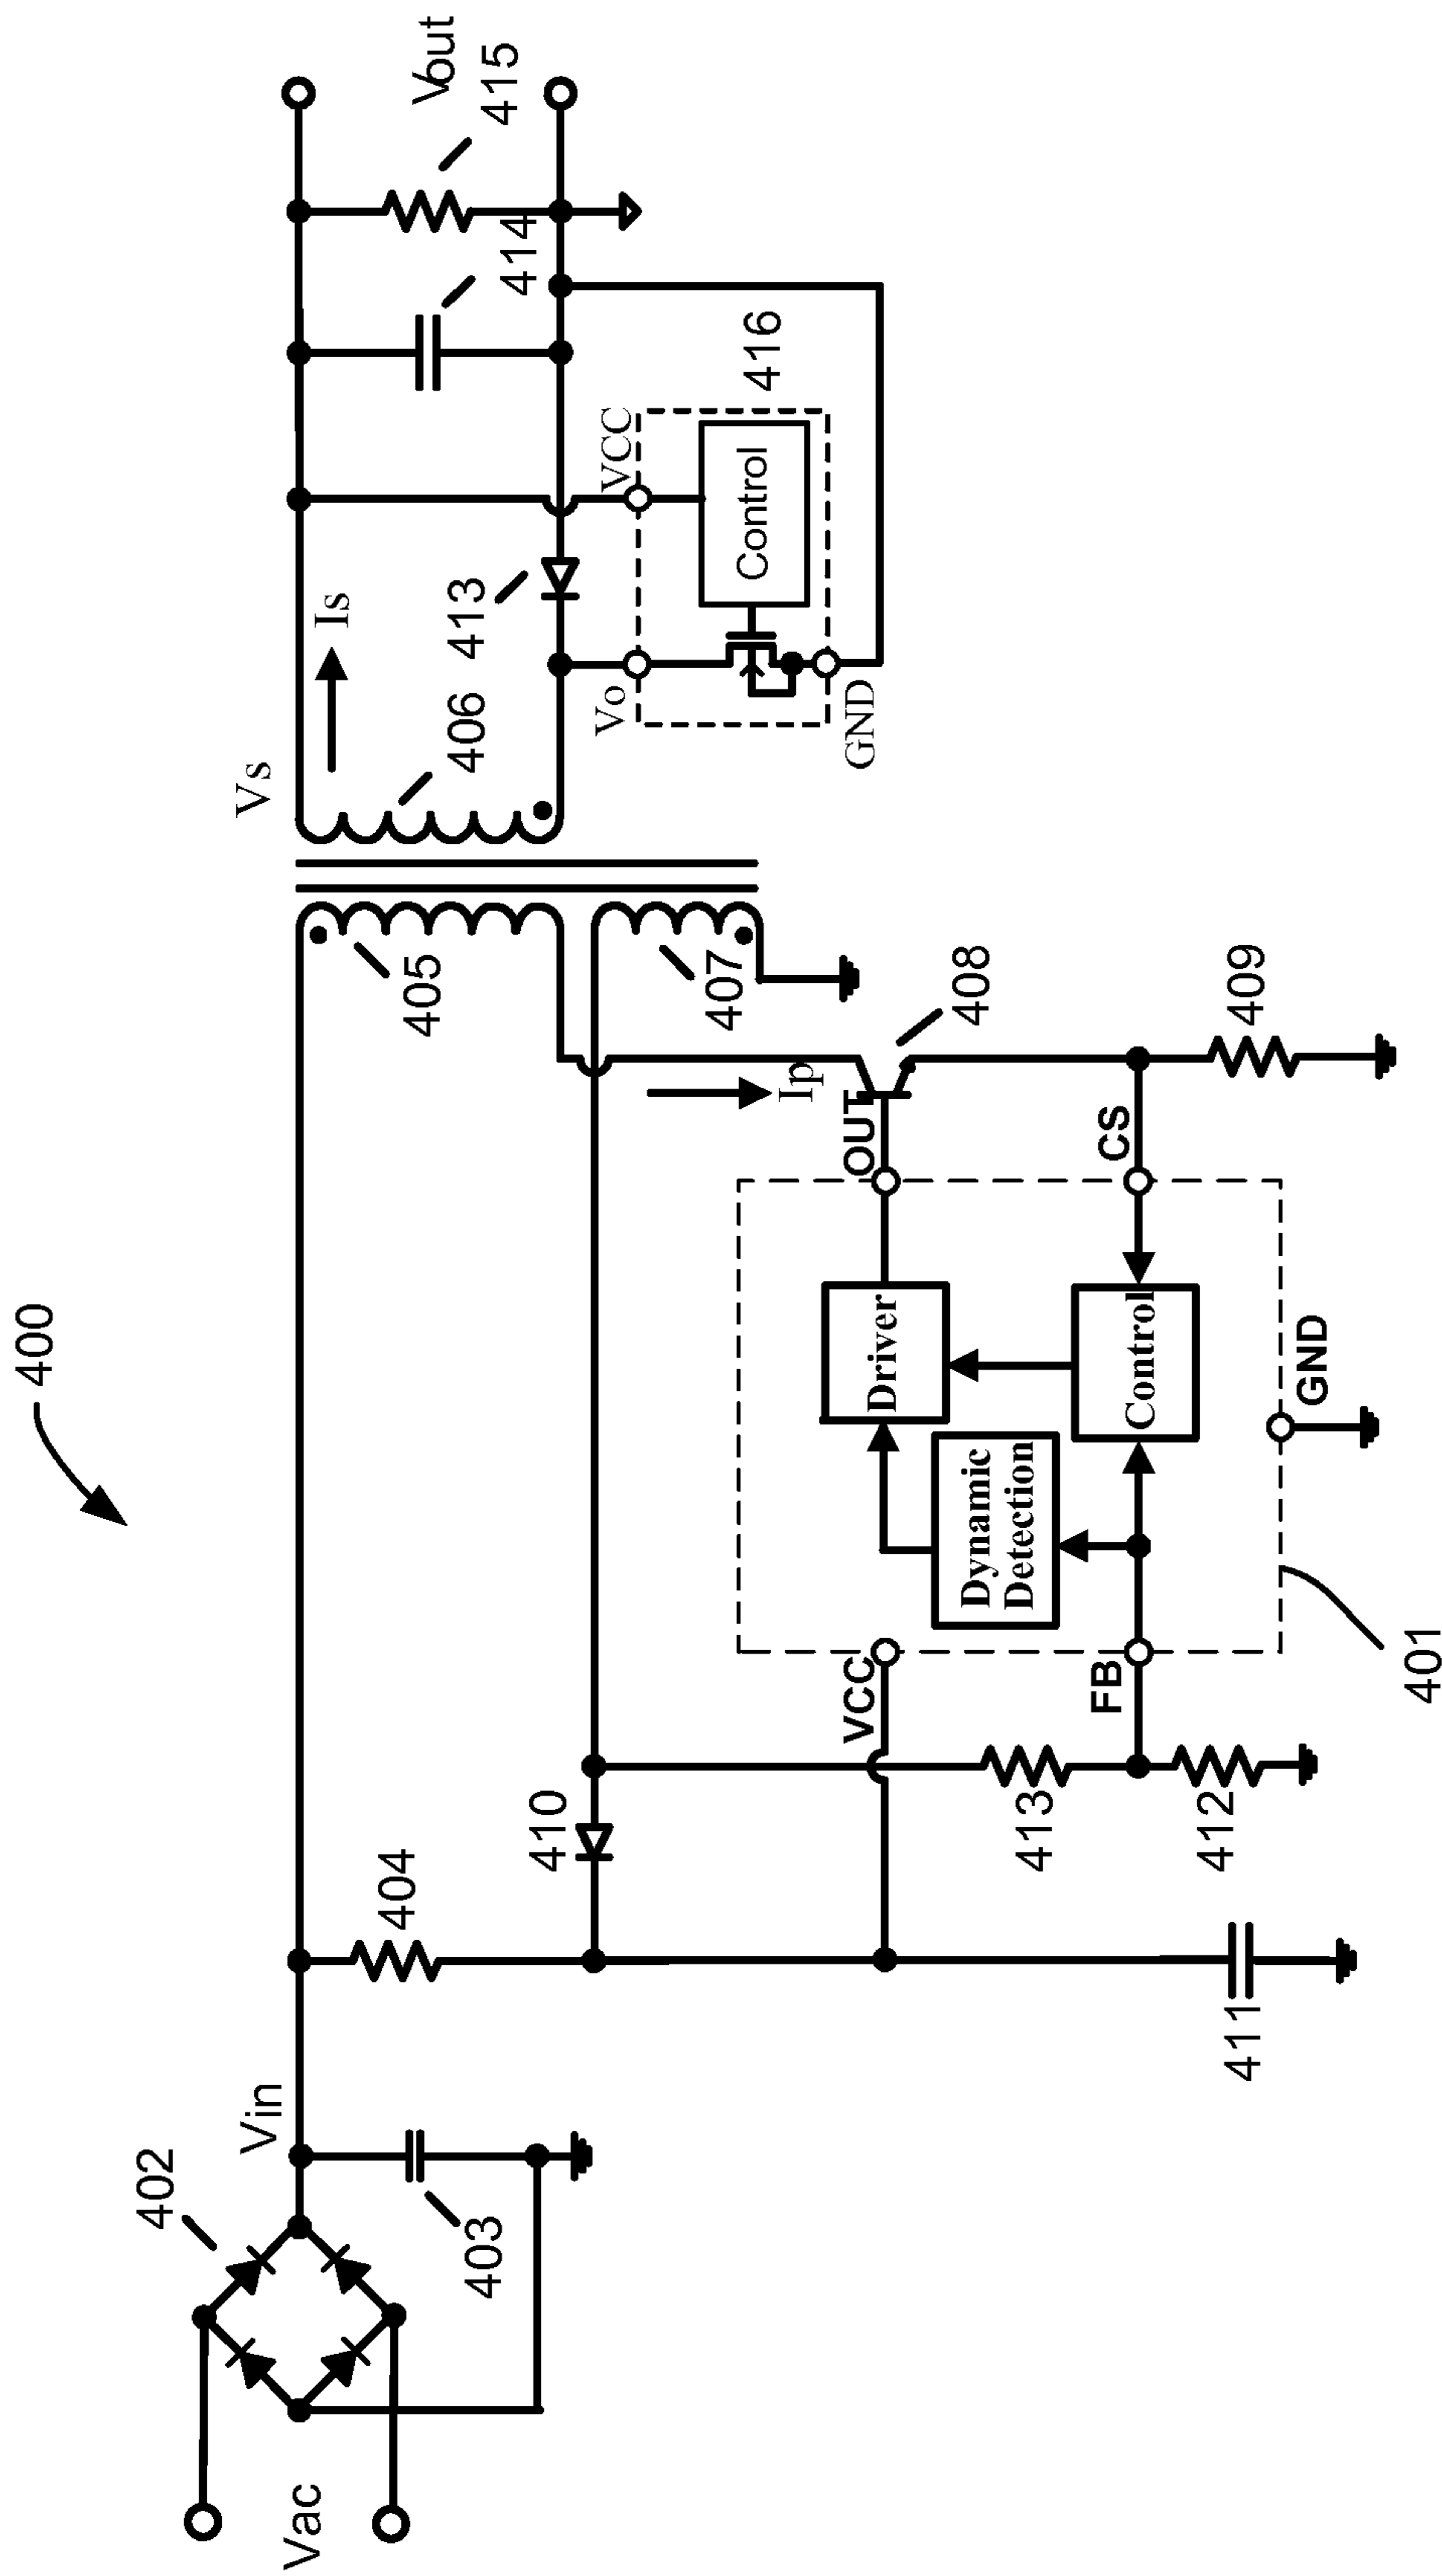 400
Vac
402
Vin
403
404
410
411
VCC
FB
413
412
401
Dynamic
Detection
Driver
Control
GND
OUT
CS
Ip
408
409
405
407
Vs
Is
406
413
Vo
GND
VCC
Control
416
414
415
Vout